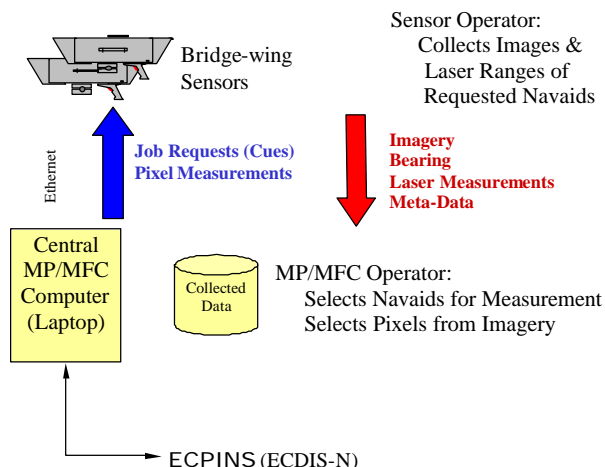 Sensor Operator:
Collects Images &
Laser Ranges of
Requested Navaids
Bridge-wing
Sensors
Ethernet
Job Requests (Cues)
Pixel Measurements
Imagery
Bearing
Laser Measurements
Meta-Data
Central
MP/MFC
Computer
(Laptop)
Collected
Data
MP/MFC Operator:
Selects Navaids for Measurement
Selects Pixels from Imagery
ECPINS (ECDIS-N)